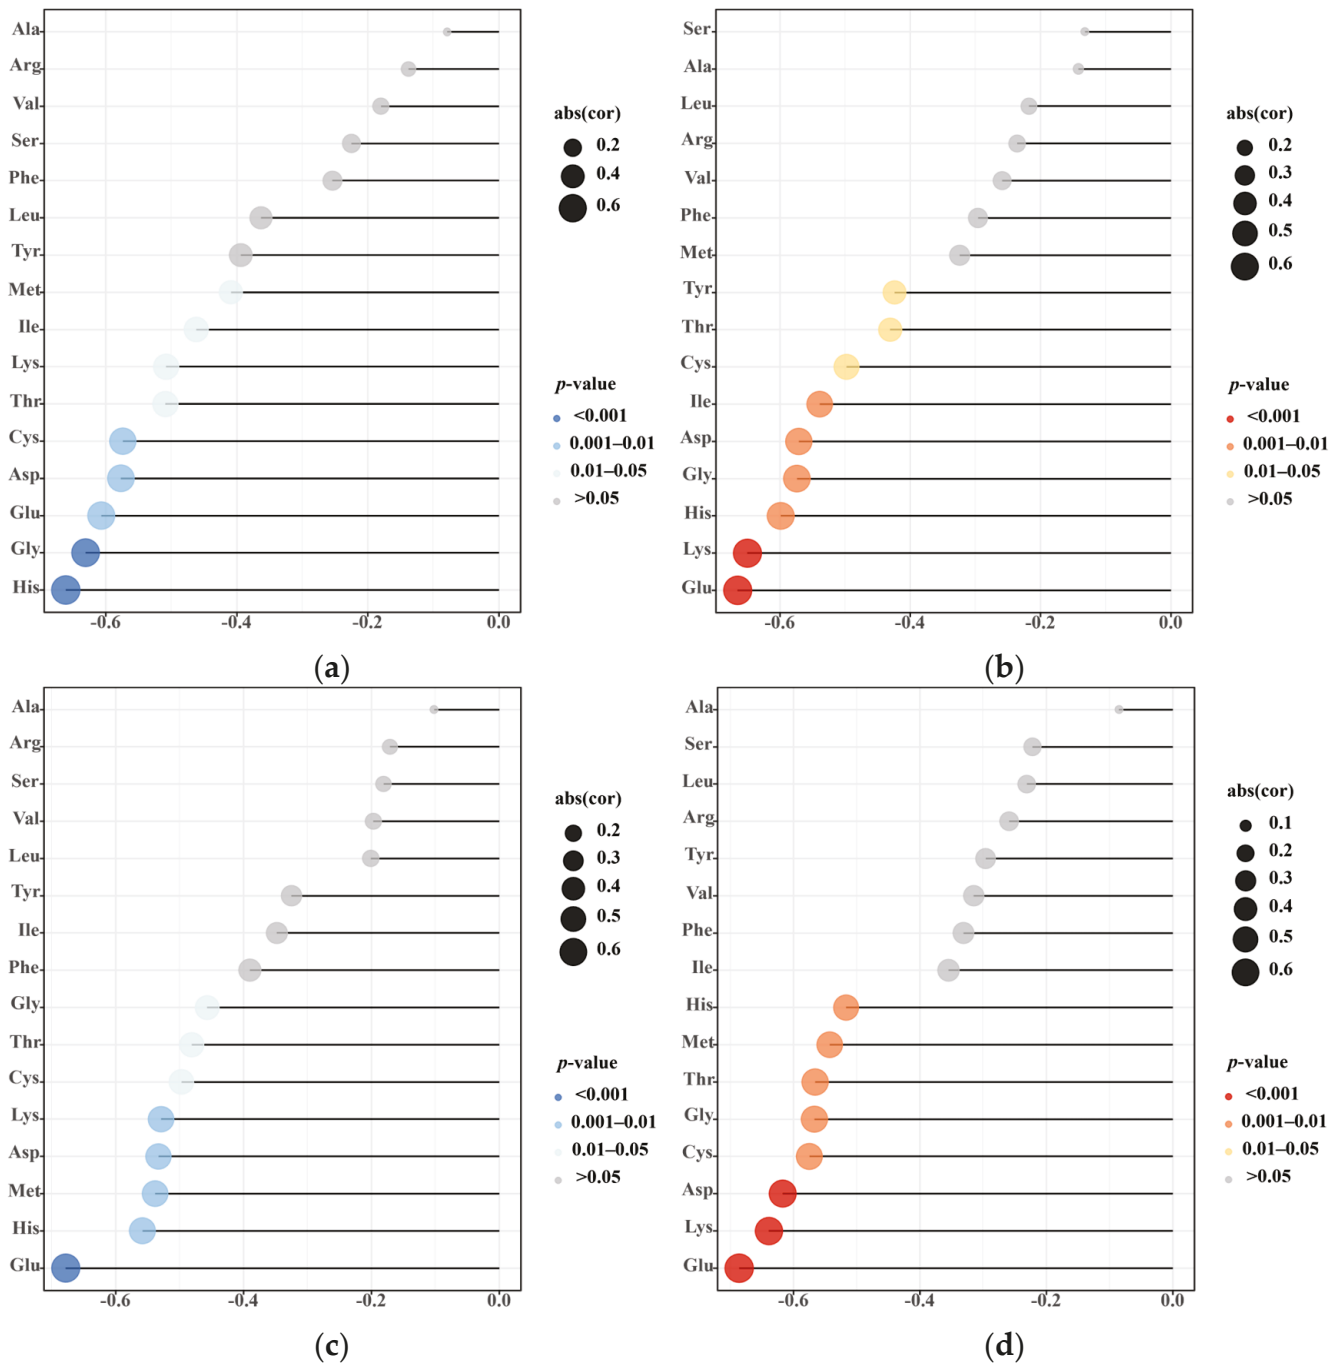 Ala
Arg
Val
Ser
Phe
Leu
Tyr
Met
Ile
Lys
Thr
Cys
Asp
Glu
Gly
His
-0.6 -0.4 -0.2 0.0
abs(cor)
0.2
0.4
0.6
p-value
<0.001
0.001–0.01
0.01–0.05
>0.05
(a)
Ser
Ala
Leu
Arg
Val
Phe
Met
Tyr
Thr
Cys
Ile
Asp
Gly
His
Lys
Glu
-0.6 -0.4 -0.2 0.0
abs(cor)
0.2
0.3
0.4
0.5
0.6
p-value
<0.001
0.001–0.01
0.01–0.05
>0.05
(b)
Ala
Arg
Ser
Val
Leu
Tyr
Ile
Phe
Gly
Thr
Cys
Lys
Asp
Met
His
Glu
-0.6 -0.4 -0.2 0.0
abs(cor)
0.2
0.3
0.4
0.5
0.6
p-value
<0.001
0.001–0.01
0.01–0.05
>0.05
(c)
Ala
Ser
Leu
Arg
Tyr
Val
Phe
Ile
His
Met
Thr
Gly
Cys
Asp
Lys
Glu
-0.6 -0.4 -0.2 0.0
abs(cor)
0.1
0.2
0.3
0.4
0.5
0.6
p-value
<0.001
0.001–0.01
0.01–0.05
>0.05
(d)